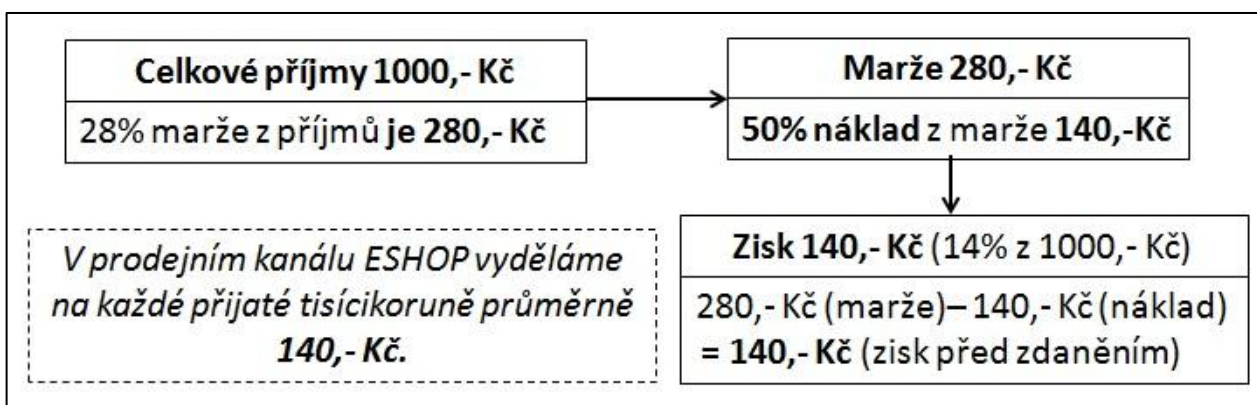 Celkové příjmy 1000,- Kč
28% marže z příjmů je 280,- Kč
Marže 280,- Kč
50% náklad z marže 140,-Kč
Zisk 140,- Kč (14% z 1000,- Kč)
280,- Kč (marže)– 140,- Kč (náklad)
= 140,- Kč (zisk před zdaněním)
V prodejním kanálu ESHOP vyděláme
na každé přijaté tisícikoruně průměrně
140,- Kč.